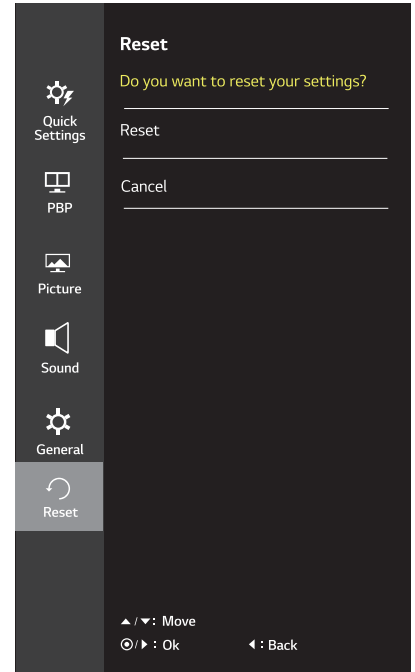 Reset
Do you want to reset your settings?
Reset
Cancel
Quick
Settings
PBP
Picture
Sound
General
Reset
▲ / ▼: Move
◉/ ▶ : Ok
◀ : Back